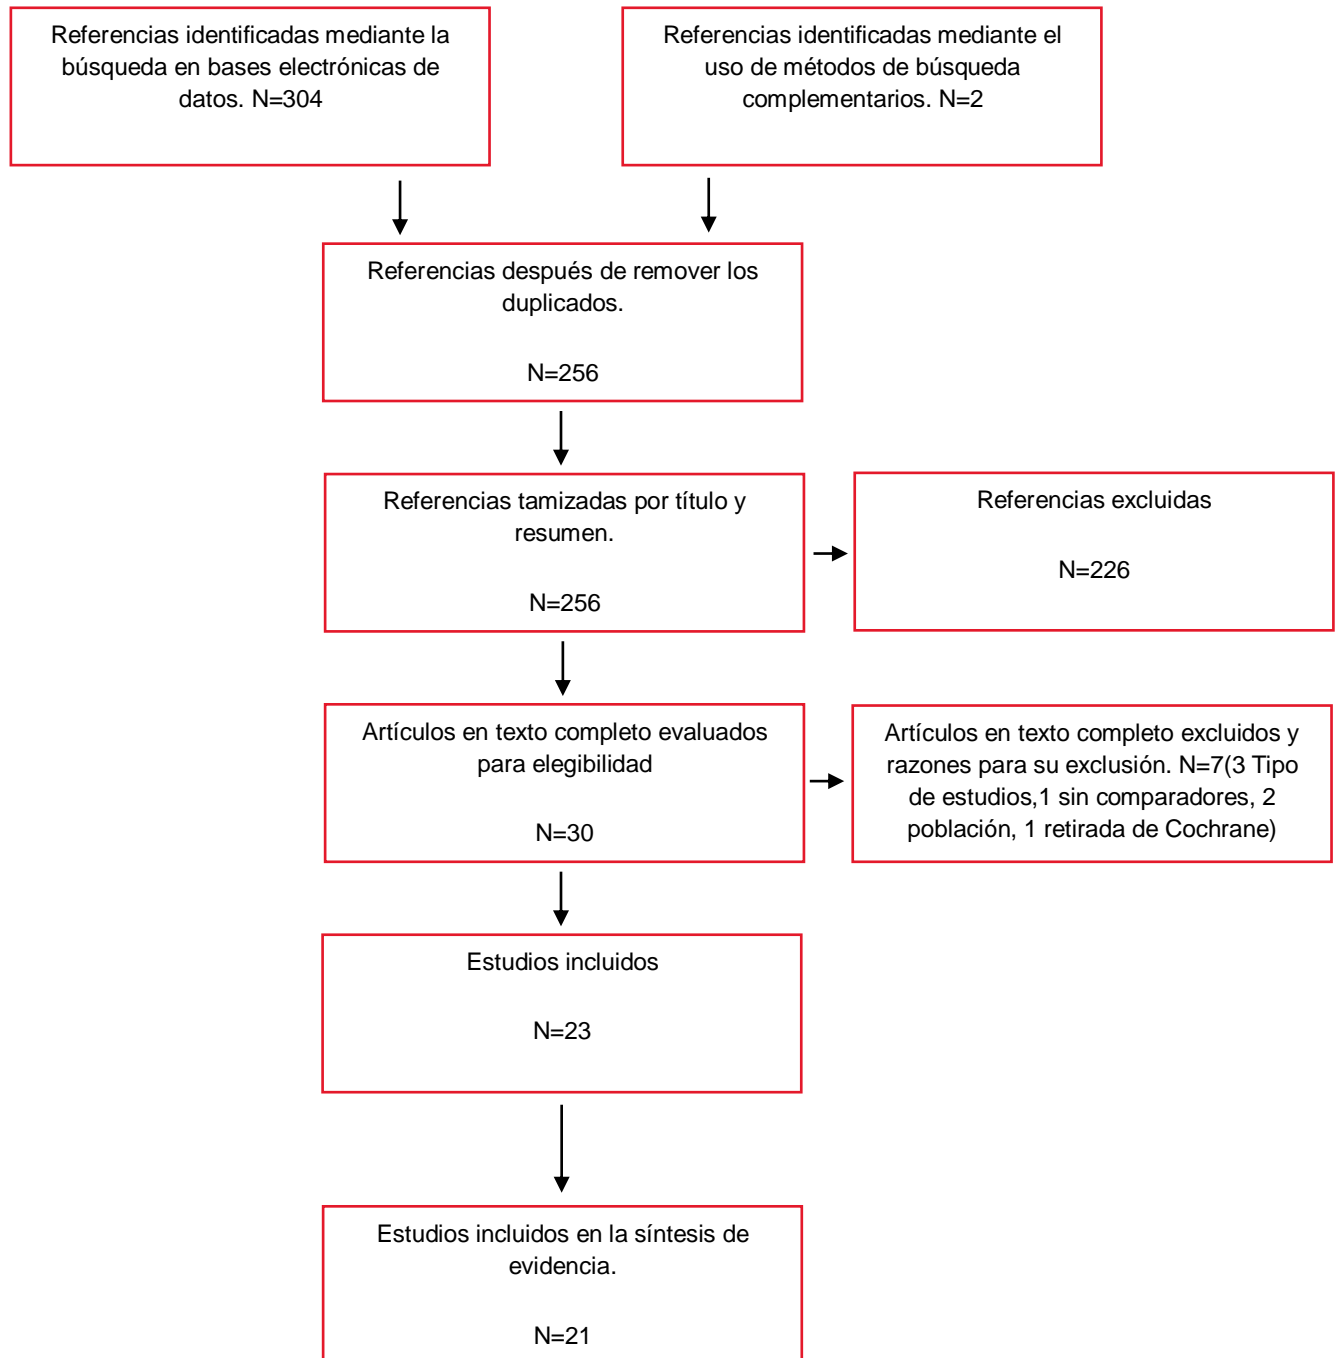 Referencias identificadas mediante la
búsqueda en bases electrónicas de
datos. N=304
Referencias identificadas mediante el
uso de métodos de búsqueda
complementarios. N=2
Referencias después de remover los
duplicados.
N=256
Referencias tamizadas por título y
resumen.
N=256
Referencias excluidas
N=226
Artículos en texto completo evaluados
para elegibilidad
N=30
Artículos en texto completo excluidos y
razones para su exclusión. N=7(3 Tipo
de estudios,1 sin comparadores, 2
población, 1 retirada de Cochrane)
Estudios incluidos
N=23
Estudios incluidos en la síntesis de
evidencia.
N=21